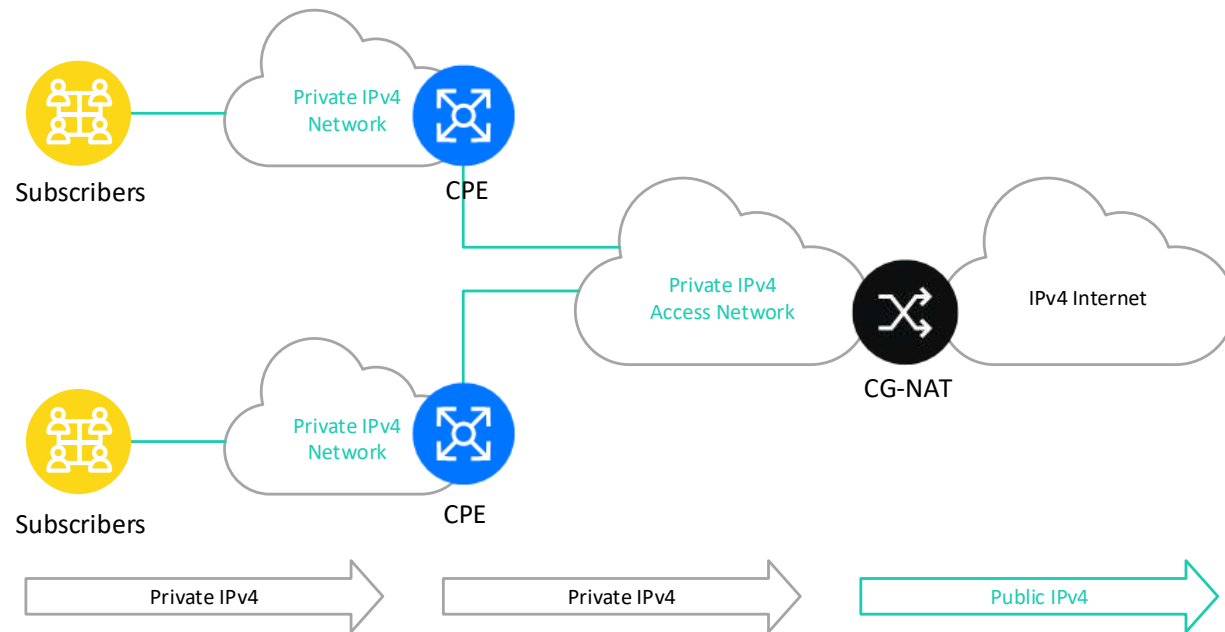 Private IPv4
Network
Subscribers
CPE
Private IPv4
Access Network
IPv4 Internet
CG-NAT
Private IPv4
Network
Subscribers
CPE
Private IPv4
Private IPv4
Public IPv4